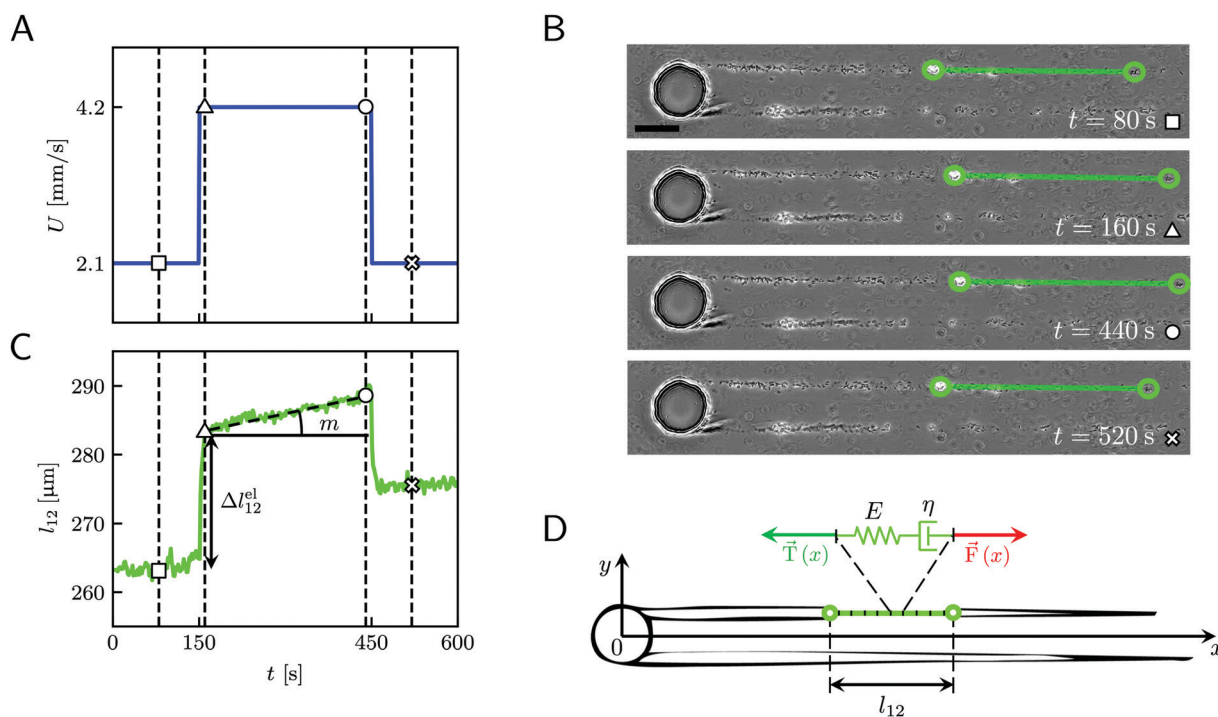 A
U [mm/s]
4.2
2.1
B
t = 80 s
t = 160 s
t = 440 s
t = 520 s
C
l₁₂ [µm]
290
280
270
260
Δl₁₂ᵉˡ
m
0
150
300
450
600
t [s]
D
E
η
T⃗ (x)
F⃗ (x)
y
0
x
l₁₂